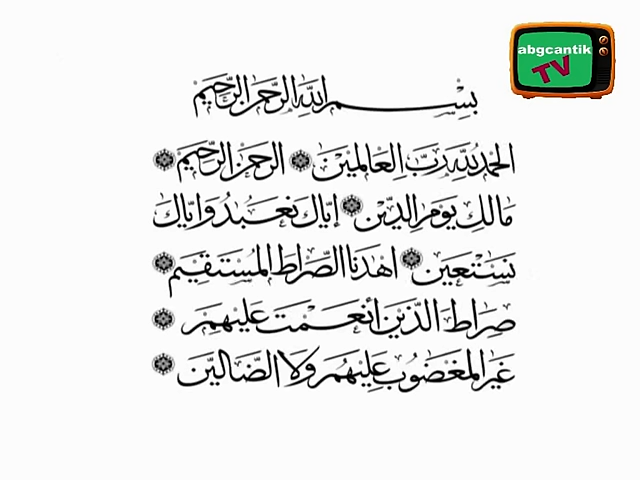 abgcantik
TV
بسم الله الرحمن الرحيم
الحمد لله رب العالمين ۞ الرحمن الرحيم ۞
مالك يوم الدين ۞ إياك نعبد وإياك
نستعين ۞ اهدنا الصراط المستقيم ۞
صراط الذين أنعمت عليهم ۞
غير المغضوب عليهم ولا الضالين ۞